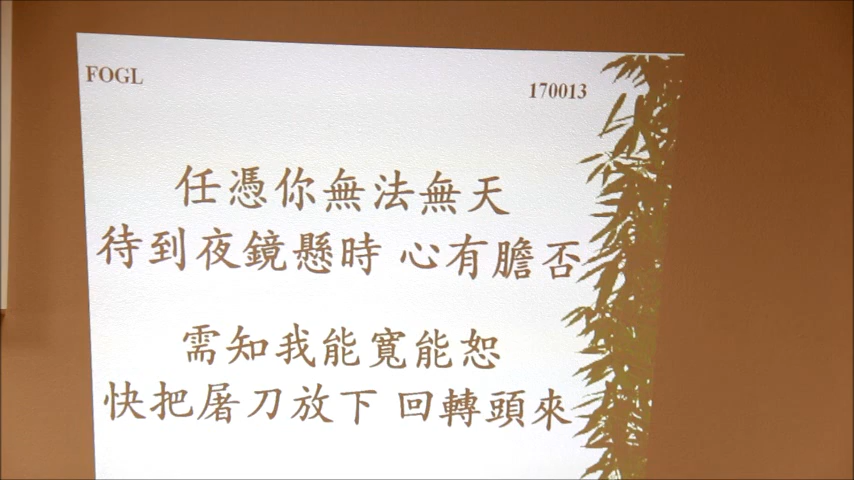 FOGL
170013
任憑你無法無天
待到夜鏡懸時 心有膽否
需知我能寬能恕
快把屠刀放下 回轉頭來